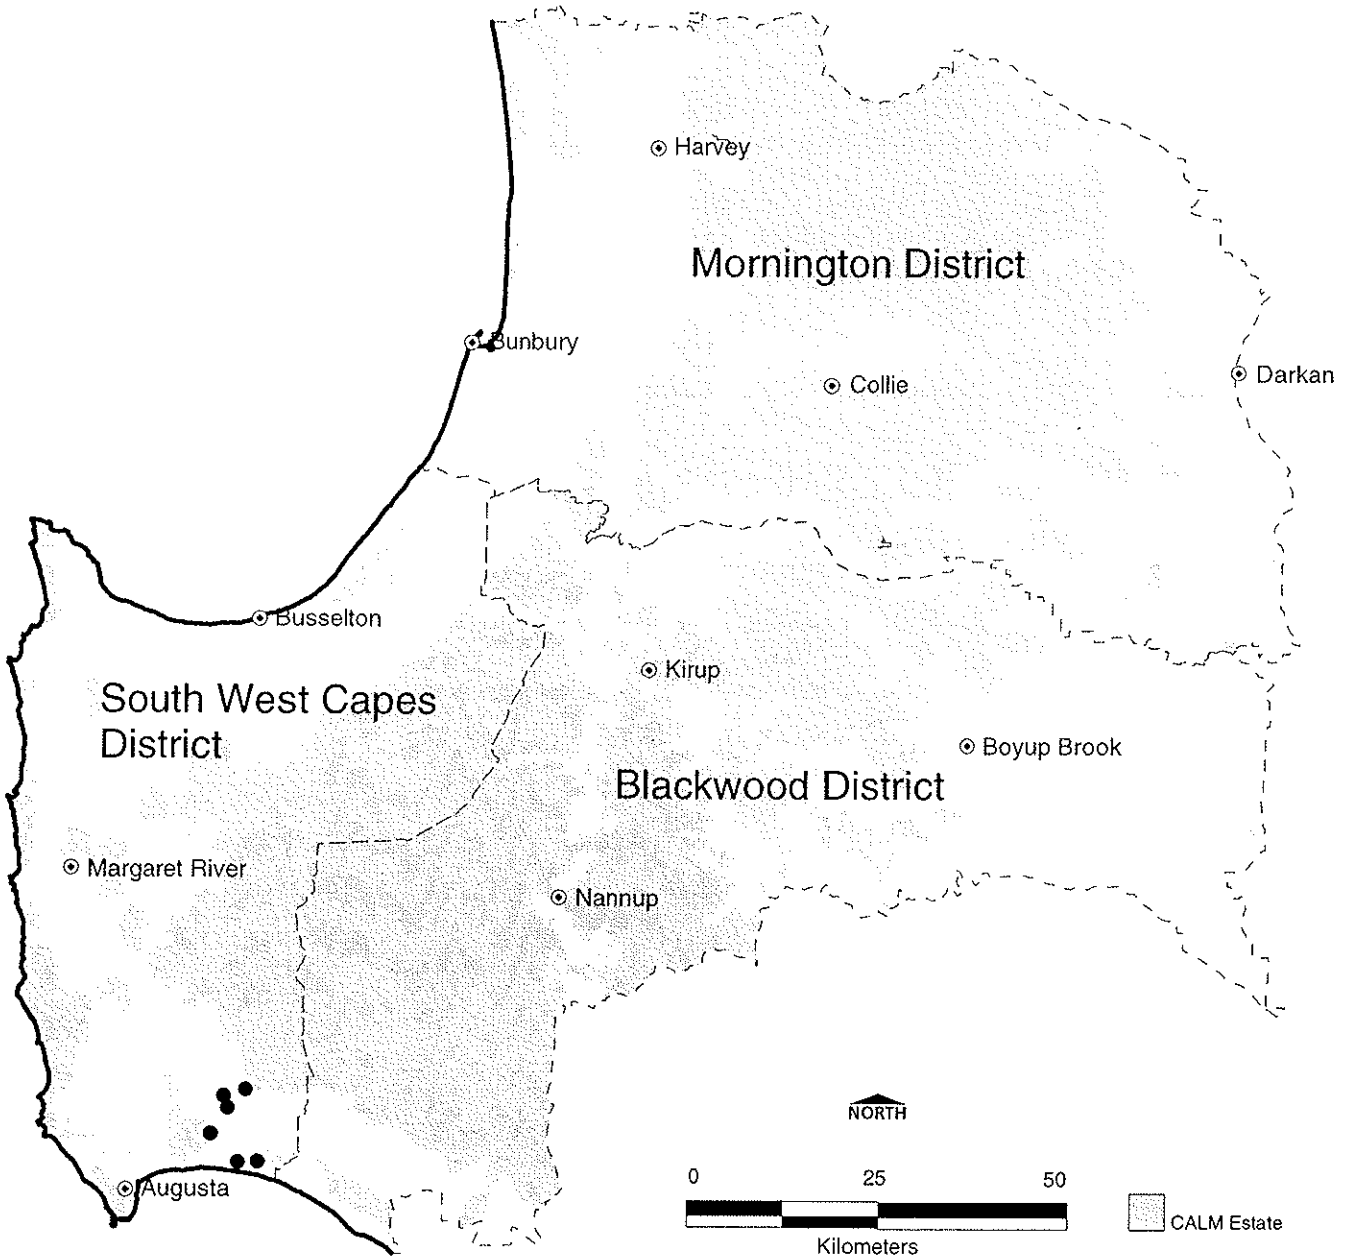 Harvey
Mornington District
Bunbury
Collie
Darkan
Busselton
Kirup
South West Capes
District
Boyup Brook
Blackwood District
Margaret River
Nannup
NORTH
Augusta
0 25 50
Kilometers
CALM Estate